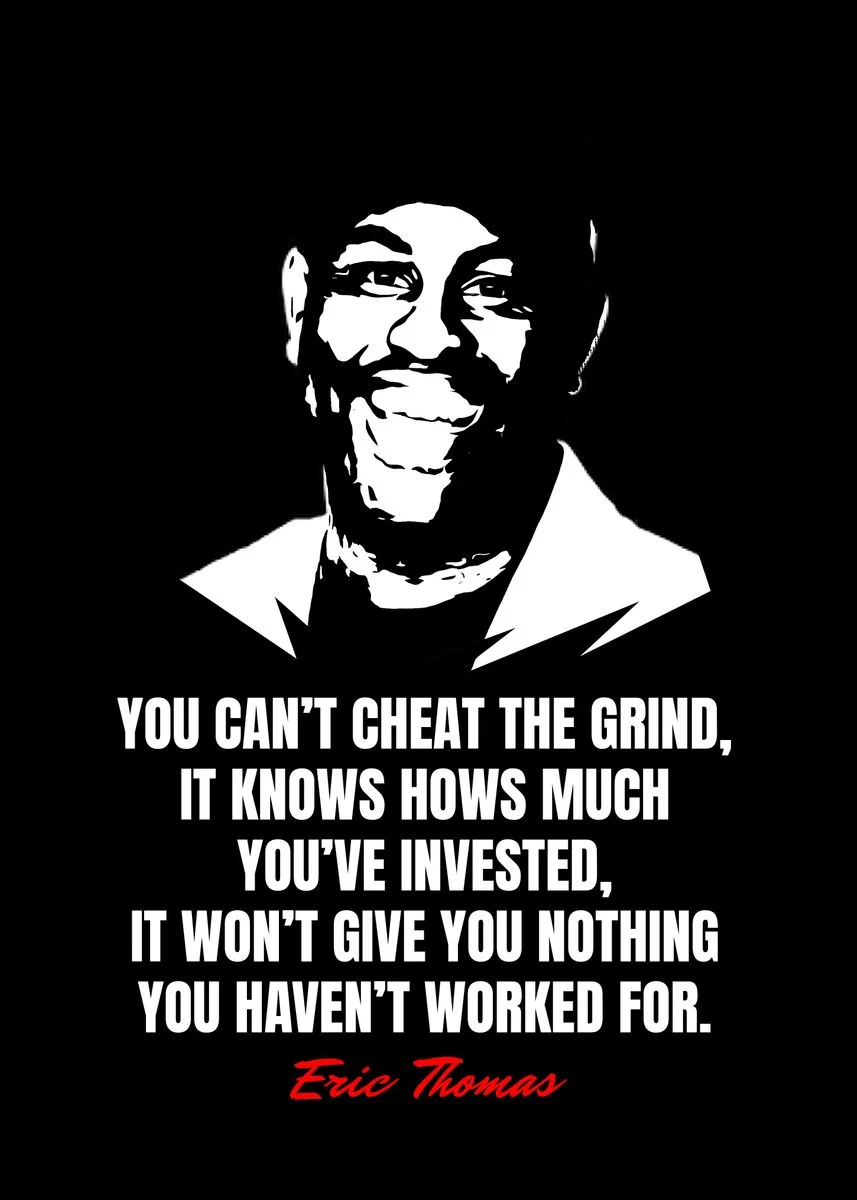 YOU CAN’T CHEAT THE GRIND,
IT KNOWS HOWS MUCH
YOU’VE INVESTED,
IT WON’T GIVE YOU NOTHING
YOU HAVEN’T WORKED FOR.
Eric Thomas